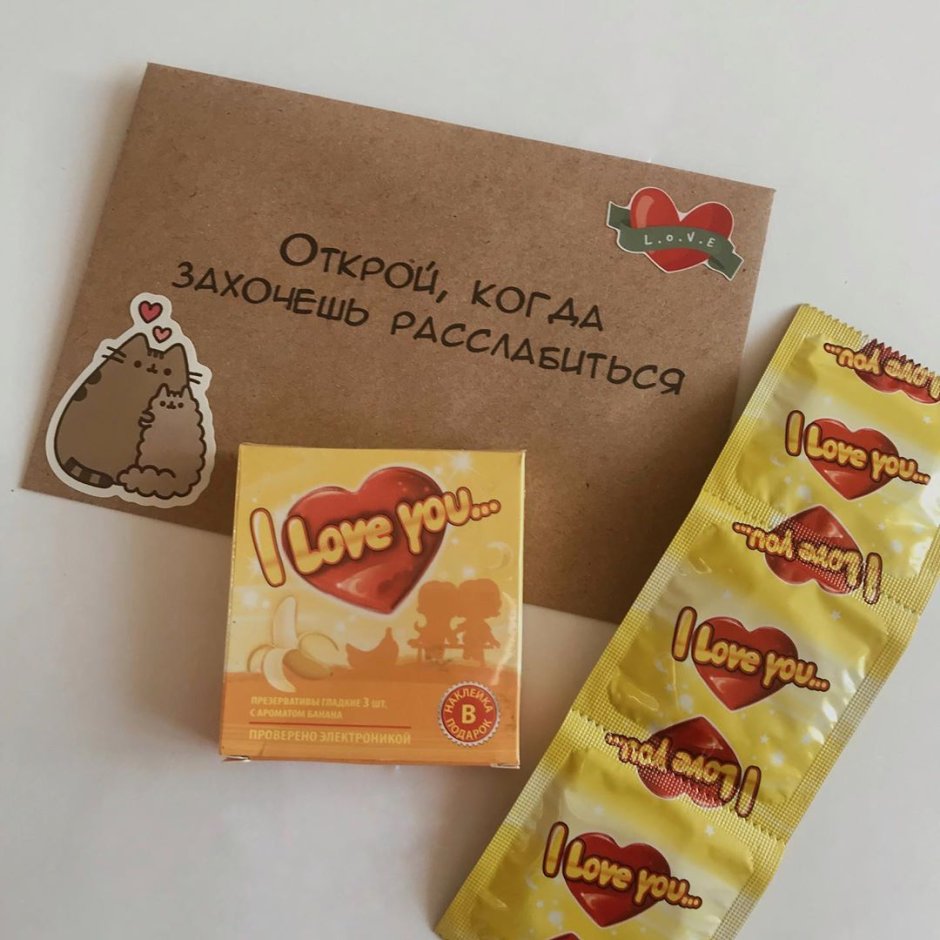 L.O.V.E
Открой, когда
захочешь расслабиться
I Love you...
ПРЕЗЕРВАТИВЫ ГЛАДКИЕ 3 ШТ,
С АРОМАТОМ БАНАНА
ПРОВЕРЕНО ЭЛЕКТРОНИКОЙ
НАКЛЕЙКА
В
ПОДАРОК
I Love you...
I Love you...
I Love you...
I Love you...
I Love you...
I Love you...